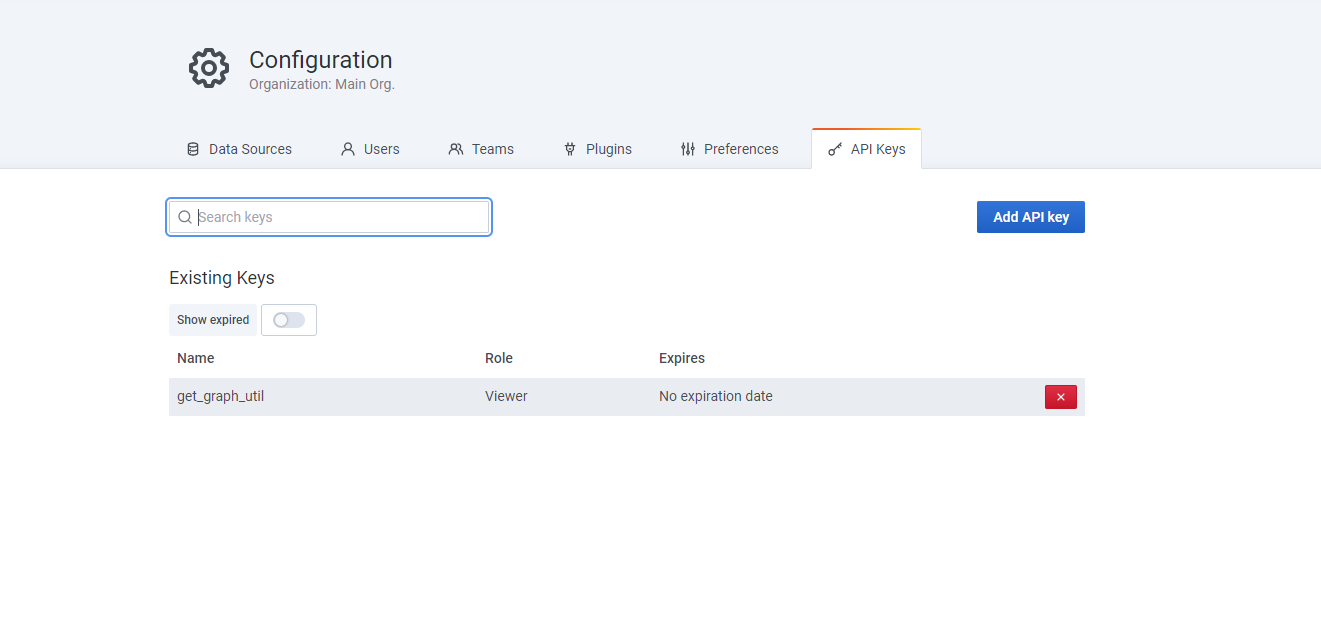 Configuration
Organization: Main Org.
Data Sources Users Teams Plugins Preferences API Keys
Search keys Add API key
Existing Keys
Show expired
Name Role Expires
get_graph_util Viewer No expiration date